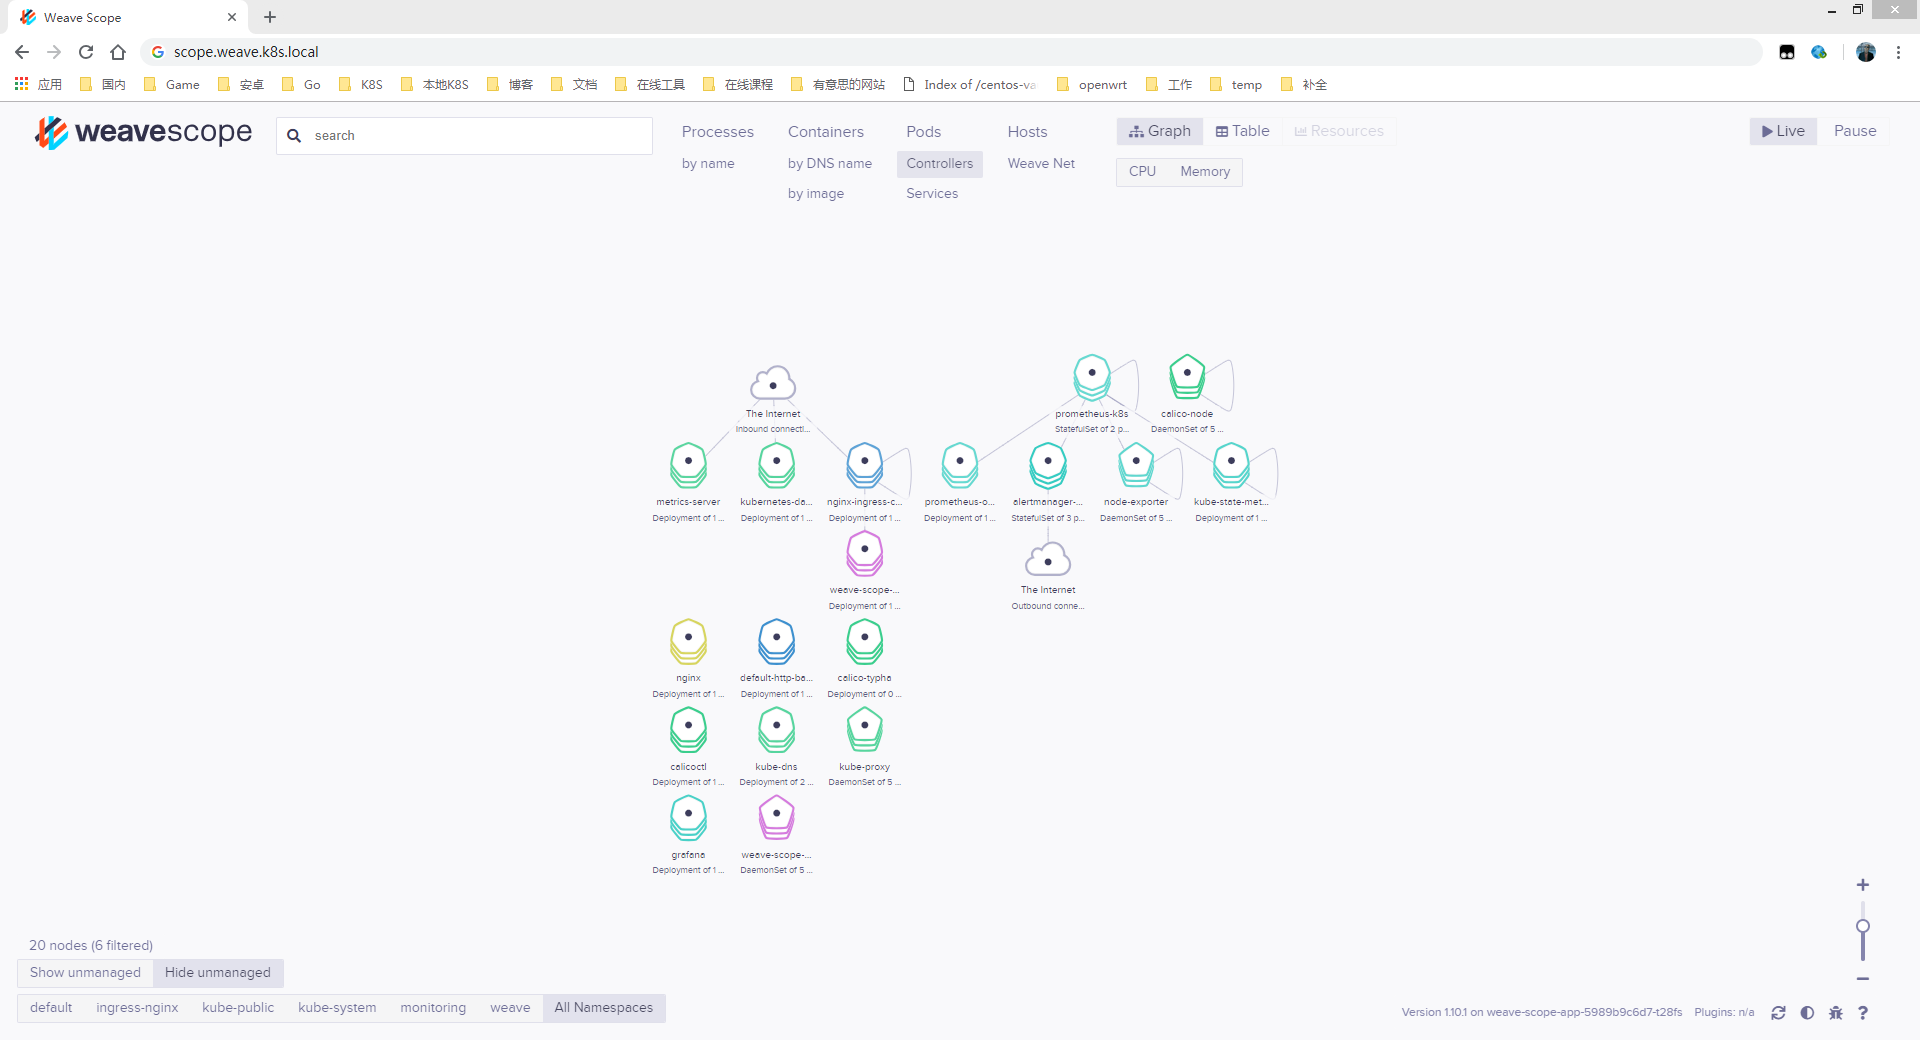 Weave Scope
scope.weave.k8s.local
应用 国内 Game 安卓 Go K8S 本地K8S 博客 文档 在线工具 在线课程 有意思的网站 Index of /centos-va openwrt 工作 temp 补全
weavescope search Processes Containers Pods Hosts Graph Table Resources Live Pause
by name by DNS name Controllers Weave Net CPU Memory
by image Services
The Internet prometheus-k8s calico-node
Inbound connecti... StatefulSet of 2 p... DaemonSet of 5 ...
metrics-server kubernetes-da... nginx-ingress-c... prometheus-o... alertmanager-... node-exporter kube-state-met...
Deployment of 1 ... Deployment of 1 ... Deployment of 1 ... Deployment of 1 ... StatefulSet of 3 p... DaemonSet of 5 ... Deployment of 1 ...
weave-scope-... The Internet
Deployment of 1 ... Outbound conne...
nginx default-http-ba... calico-typha
Deployment of 1 ... Deployment of 1 ... Deployment of 0 ...
calicoctl kube-dns kube-proxy
Deployment of 1 ... Deployment of 2 ... DaemonSet of 5 ...
grafana weave-scope-...
Deployment of 1 ... DaemonSet of 5 ...
20 nodes (6 filtered)
Show unmanaged Hide unmanaged
default ingress-nginx kube-public kube-system monitoring weave All Namespaces
Version 1.10.1 on weave-scope-app-5989b9c6d7-t28fs Plugins: n/a